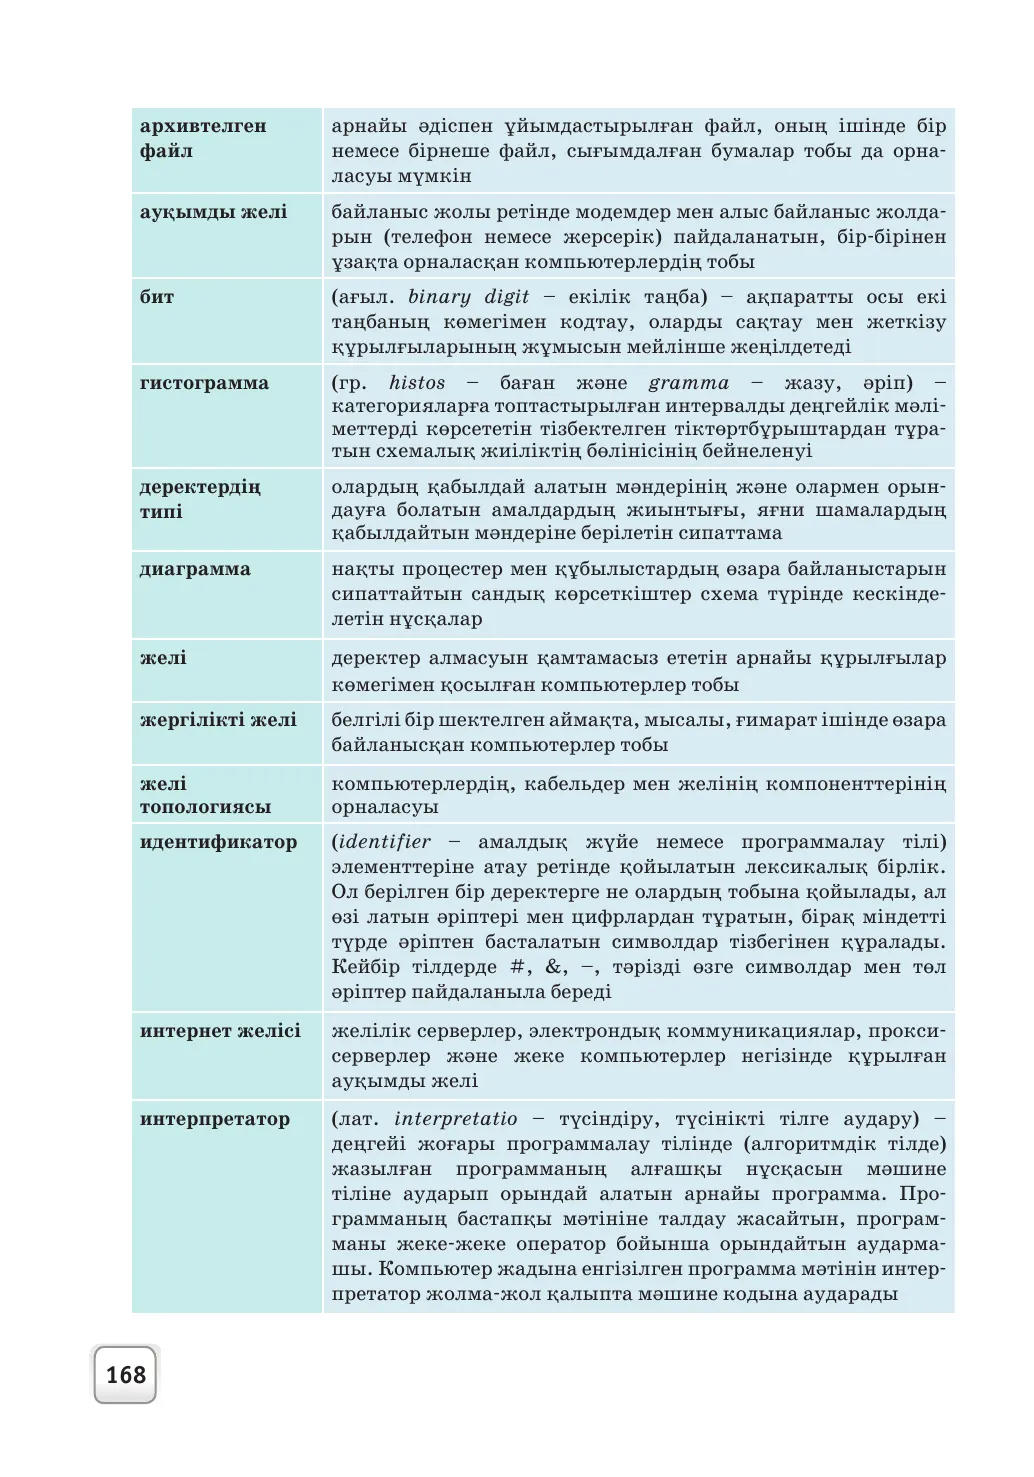 архивтелген
файл
арнайы әдіспен ұйымдастырылған файл, оның ішінде бір
немесе бірнеше файл, сығымдалған бумалар тобы да орна-
ласуы мүмкін
ауқымды желі
байланыс жолы ретінде модемдер мен алыс байланыс жолда-
рын (телефон немесе жерсерік) пайдаланатын, бір-бірінен
ұзақта орналасқан компьютерлердің тобы
бит
(ағыл. binary digit – екілік таңба) – ақпаратты осы екі
таңбаның көмегімен кодтау, оларды сақтау мен жеткізу
құрылғыларының жұмысын мейлінше жеңілдетеді
гистограмма
(гр. histos – баған және gramma – жазу, әріп) –
категорияларға топтастырылған интервалды деңгейлік мәлі-
меттерді көрсететін тізбектелген тіктөртбұрыштардан тұра-
тын схемалық жиіліктің бөлінісінің бейнеленуі
деректердің
типі
олардың қабылдай алатын мәндерінің және олармен орын-
дауға болатын амалдардың жиынтығы, яғни шамалардың
қабылдайтын мәндеріне берілетін сипаттама
диаграмма
нақты процестер мен құбылыстардың өзара байланыстарын
сипаттайтын сандық көрсеткіштер схема түрінде кескінде-
летін нұсқалар
желі
деректер алмасуын қамтамасыз ететін арнайы құрылғылар
көмегімен қосылған компьютерлер тобы
жергілікті желі
белгілі бір шектелген аймақта, мысалы, ғимарат ішінде өзара
байланысқан компьютерлер тобы
желі
топологиясы
компьютерлердің, кабельдер мен желінің компоненттерінің
орналасуы
идентификатор
(identifier – амалдық жүйе немесе программалау тілі)
элементтеріне атау ретінде қойылатын лексикалық бірлік.
Ол берілген бір деректерге не олардың тобына қойылады, ал
өзі латын әріптері мен цифрлардан тұратын, бірақ міндетті
түрде әріптен басталатын символдар тізбегінен құралады.
Кейбір тілдерде #, &, –, тәрізді өзге символдар мен төл
әріптер пайдаланыла береді
интернет желісі
желілік серверлер, электрондық коммуникациялар, прокси-
серверлер және жеке компьютерлер негізінде құрылған
ауқымды желі
интерпретатор
(лат. interpretatio – түсіндіру, түсінікті тілге аудару) –
деңгейі жоғары программалау тілінде (алгоритмдік тілде)
жазылған программаның алғашқы нұсқасын мәшине
тіліне аударып орындай алатын арнайы программа. Про-
грамманың бастапқы мәтініне талдау жасайтын, програм-
маны жеке-жеке оператор бойынша орындайтын аударма-
шы. Компьютер жадына енгізілген программа мәтінін интер-
претатор жолма-жол қалыпта мәшине кодына аударады
168